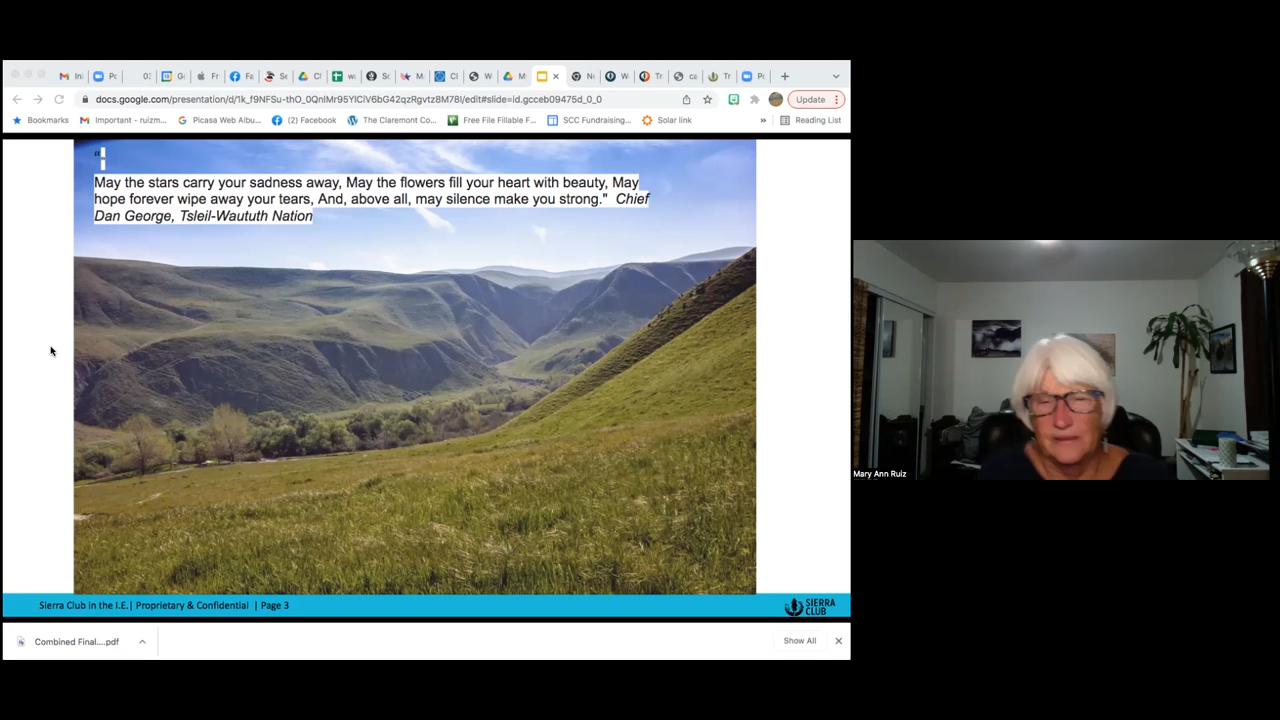 docs.google.com/presentation/d/1k_f9NFSu-thO_0QnlMr95YlCiV6bG42qzRgvtz8M78I/edit#slide=id.gcceb09475d_0_0
Update
Bookmarks
Important - ruizm...
Picasa Web Albu...
(2) Facebook
The Claremont Co...
Free File Fillable F...
SCC Fundraising...
Solar link
»
Reading List
“
May the stars carry your sadness away, May the flowers fill your heart with beauty, May
hope forever wipe away your tears, And, above all, may silence make you strong." Chief
Dan George, Tsleil-Waututh Nation
Mary Ann Ruiz
Sierra Club in the I.E.| Proprietary & Confidential | Page 3
SIERRA
CLUB
Combined Final....pdf
Show All